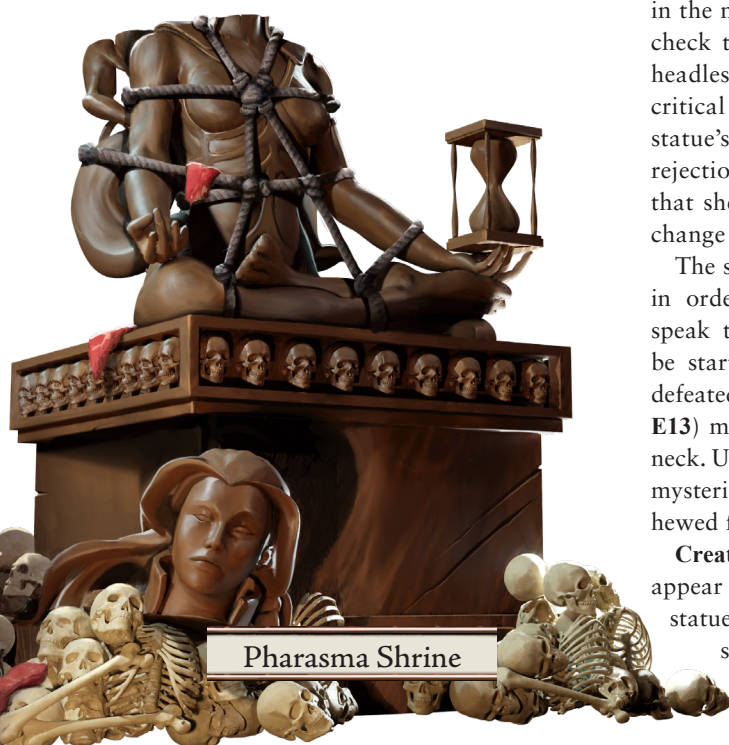 in the
check t
headles
critical
statue’s
rejectio
that sh
change
The s
in orde
speak t
be star
defeated
E13) m
neck. U
mysteri
hewed f
Creat
appear
statue
s
Pharasma Shrine